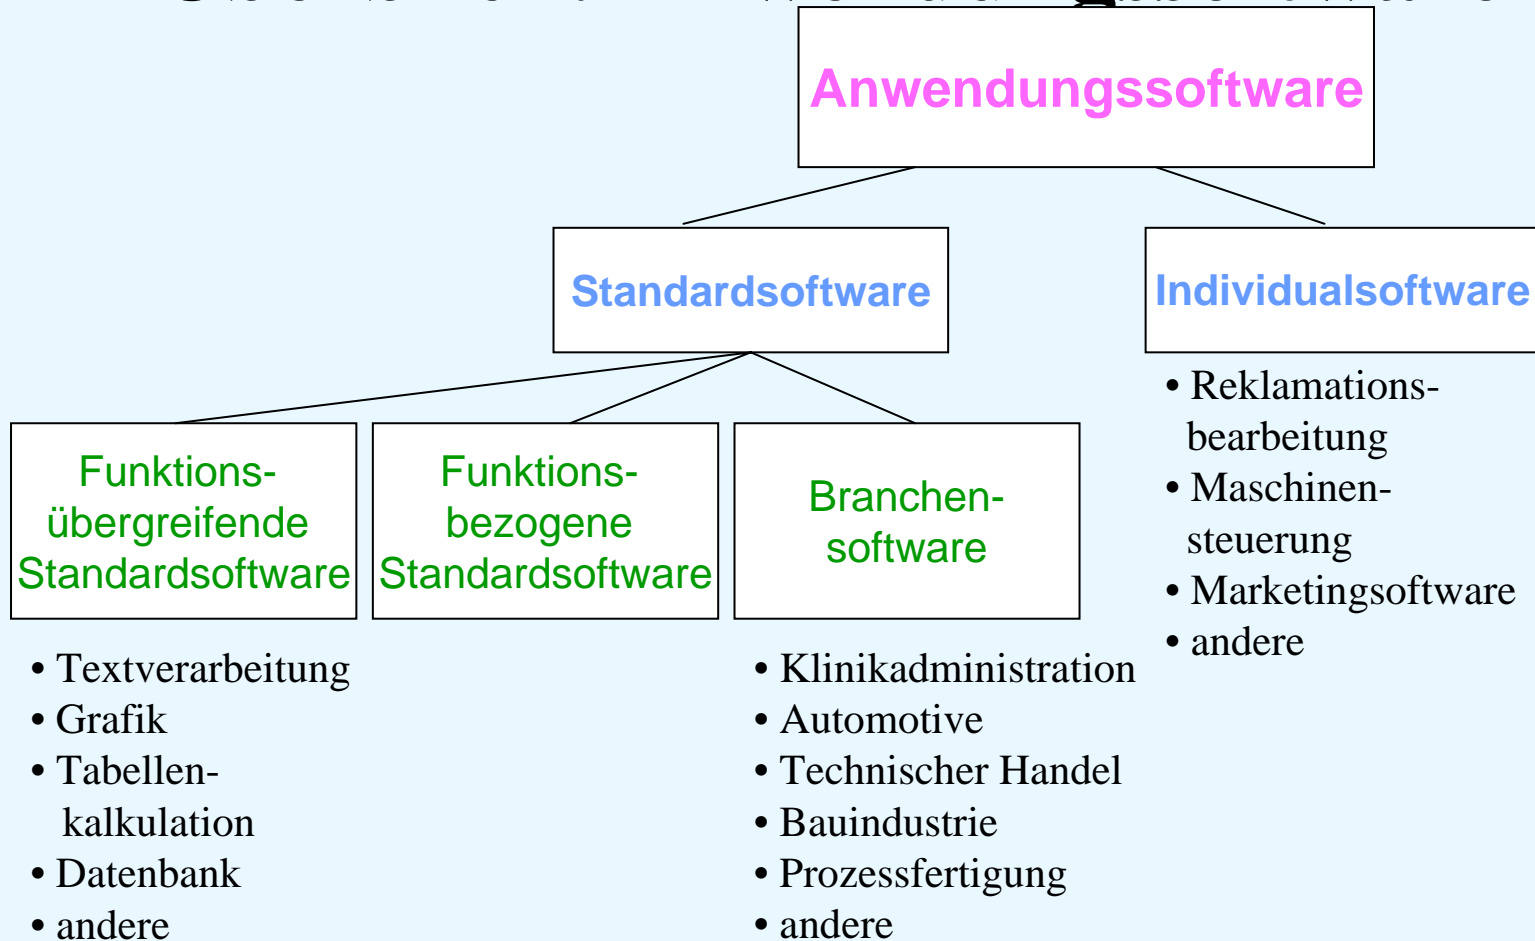 Anwendungssoftware
Standardsoftware
Individualsoftware
Funktions-
übergreifende
Standardsoftware
Funktions-
bezogene
Standardsoftware
Branchen-
software
• Reklamations-
bearbeitung
• Maschinen-
steuerung
• Marketingsoftware
• andere
• Textverarbeitung
• Grafik
• Tabellen-
kalkulation
• Datenbank
• andere
• Klinikadministration
• Automotive
• Technischer Handel
• Bauindustrie
• Prozessfertigung
• andere